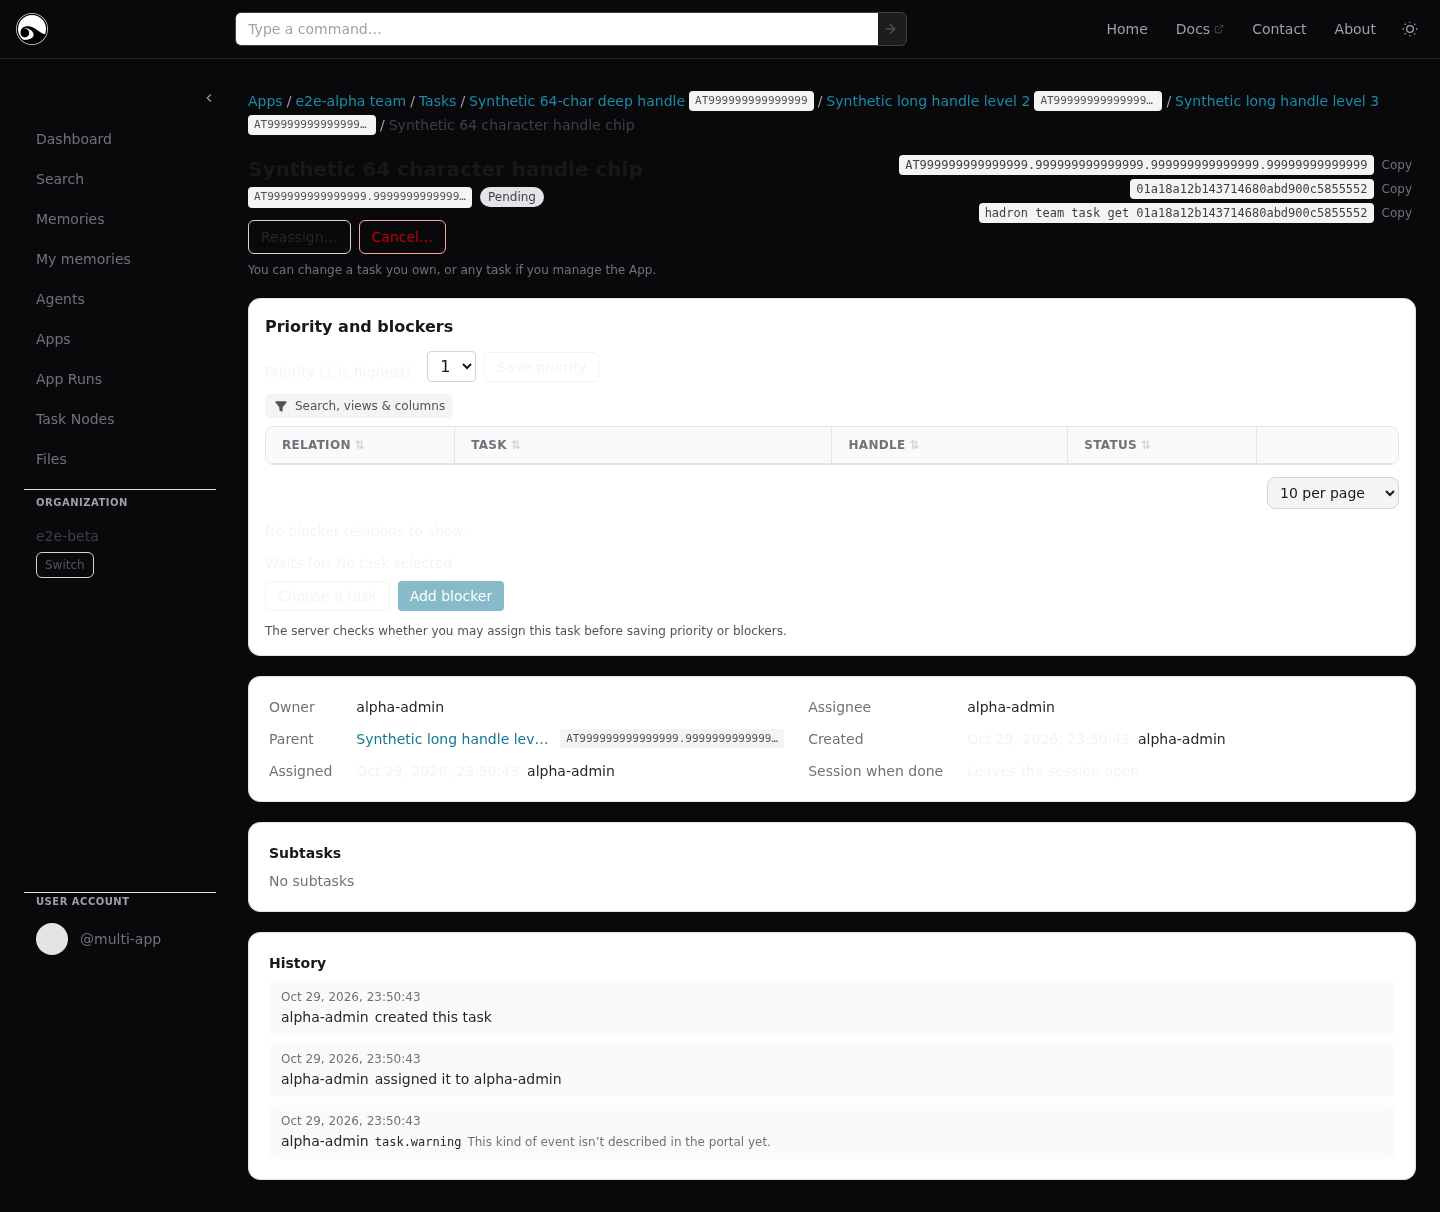 Type a command…
Home
Docs
Contact
About
Dashboard
Search
Memories
My memories
Agents
Apps
App Runs
Task Nodes
Files
ORGANIZATION
e2e-beta
Switch
USER ACCOUNT
@multi-app
Apps / e2e-alpha team / Tasks / Synthetic 64-char deep handle AT999999999999999 / Synthetic long handle level 2 AT99999999999999… / Synthetic long handle level 3
AT99999999999999… / Synthetic 64 character handle chip
Synthetic 64 character handle chip
AT999999999999999.9999999999999… Pending
AT999999999999999.999999999999999.999999999999999.99999999999999 Copy
01a18a12b143714680abd900c5855552 Copy
hadron team task get 01a18a12b143714680abd900c5855552 Copy
Reassign… Cancel…
You can change a task you own, or any task if you manage the App.
Priority and blockers
Priority (1 is highest) 1 Save priority
Search, views & columns
RELATION TASK HANDLE STATUS
10 per page
No blocker relations to show.
Waits for: No task selected
Choose a task Add blocker
The server checks whether you may assign this task before saving priority or blockers.
Owner alpha-admin Assignee alpha-admin
Parent Synthetic long handle lev… AT999999999999999.9999999999999… Created Oct 29, 2026, 23:50:43 alpha-admin
Assigned Oct 29, 2026, 23:50:43 alpha-admin Session when done Leaves the session open
Subtasks
No subtasks
History
Oct 29, 2026, 23:50:43
alpha-admin created this task
Oct 29, 2026, 23:50:43
alpha-admin assigned it to alpha-admin
Oct 29, 2026, 23:50:43
alpha-admin task.warning This kind of event isn’t described in the portal yet.